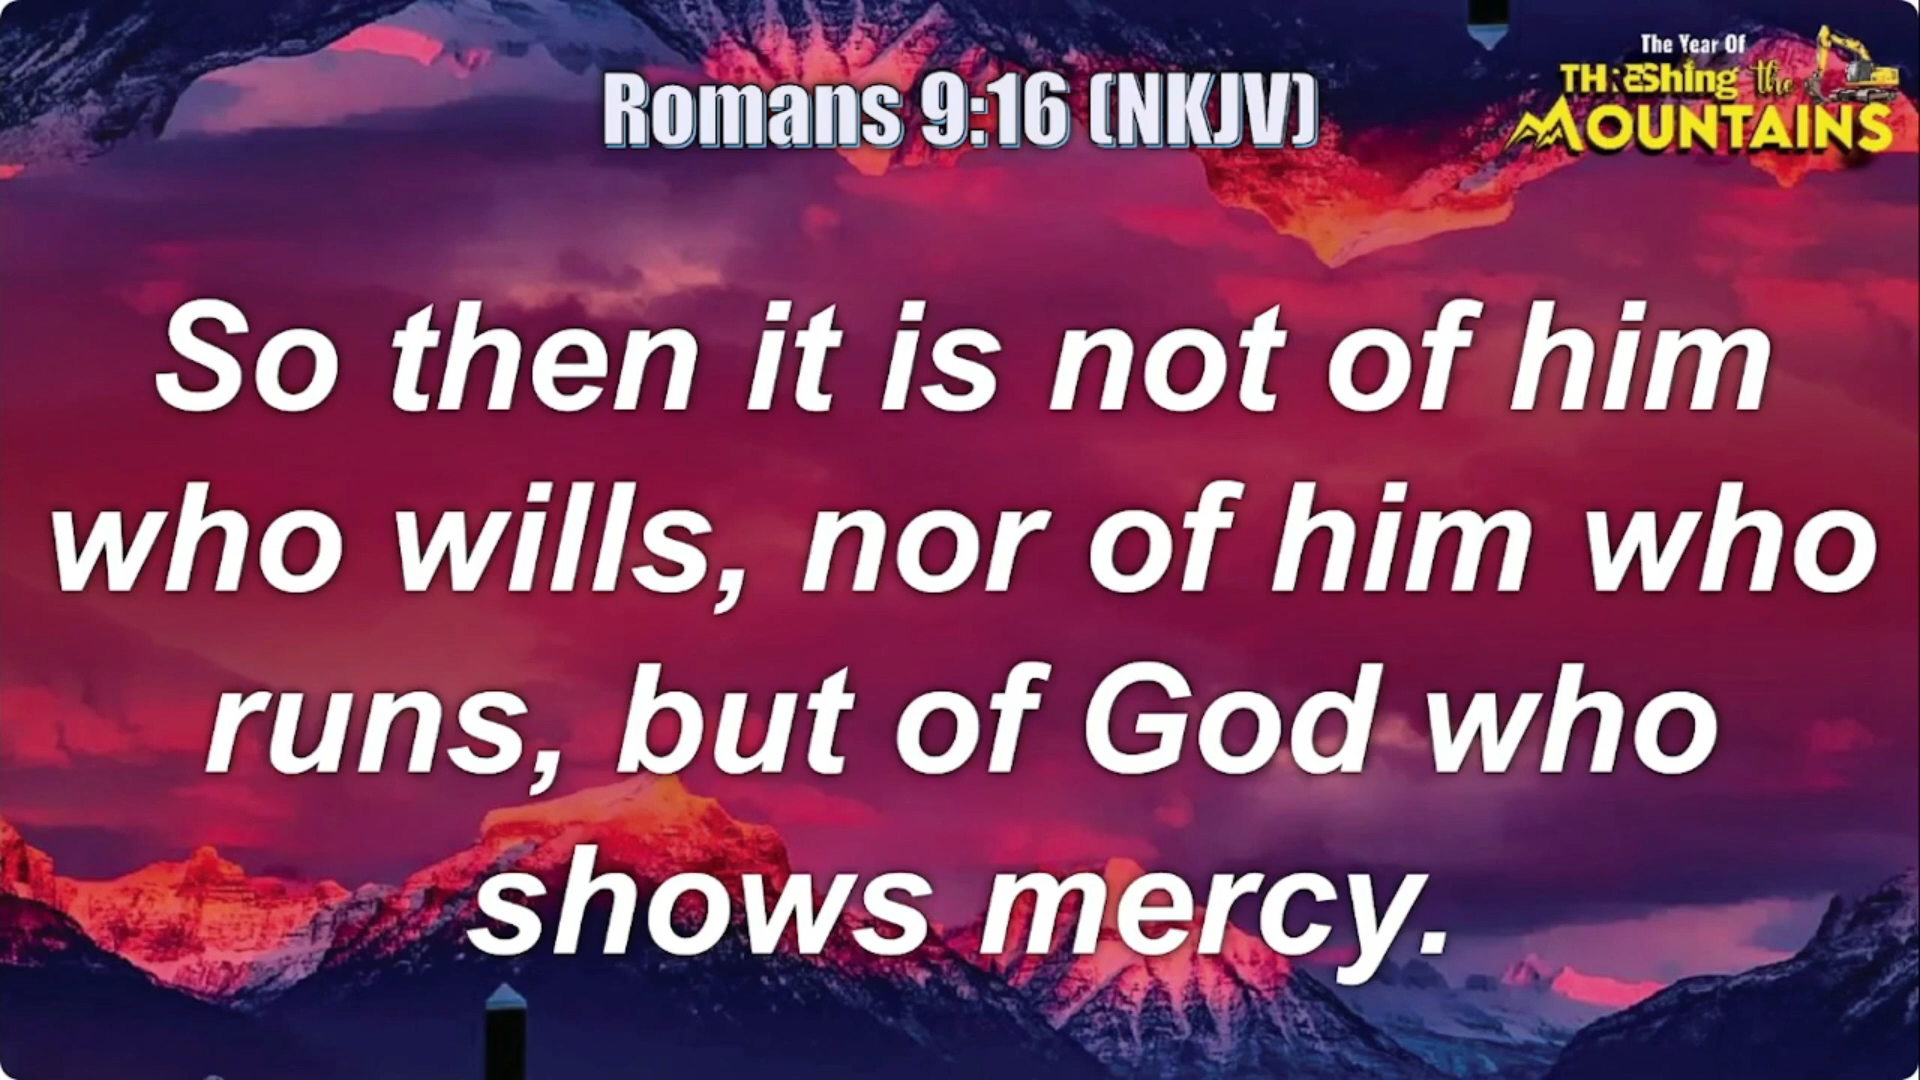 Romans 9:16 (NKJV)
The Year Of
THREShing the
MOUNTAINS
So then it is not of him
who wills, nor of him who
runs, but of God who
shows mercy.